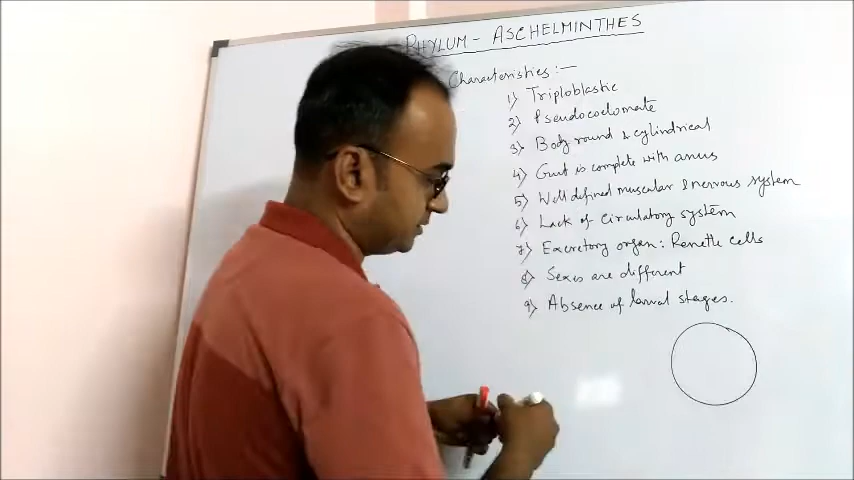 PHYLUM - ASCHELMINTHES
Characteristics :-
1) Triploblastic
2) Pseudocoelomate
3) Body round & cylindrical
4) Gut is complete with anus
5) Well defined muscular & nervous system
6) Lack of circulatory system
7) Excretory organ : Renette cells
8) Sexes are different
9) Absence of larval stages.